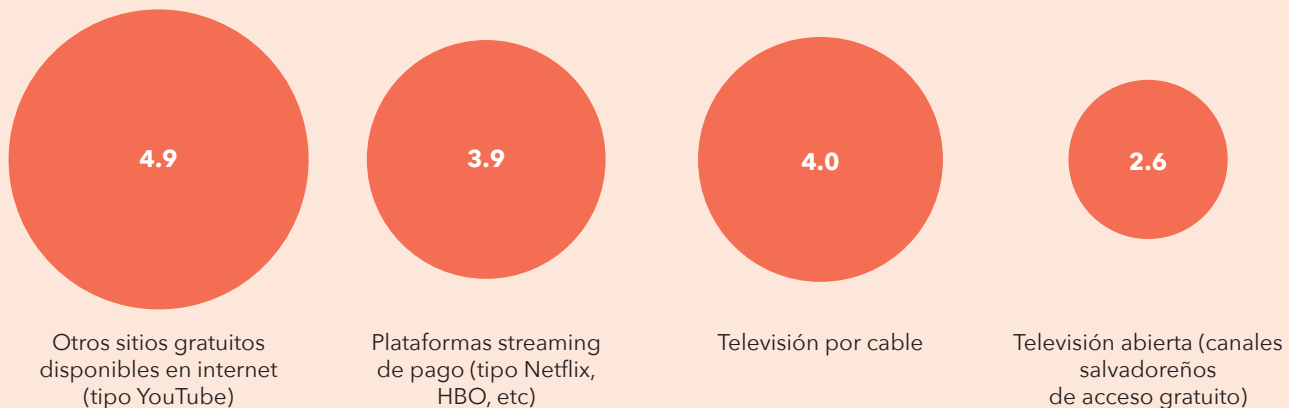 4.9
3.9
4.0
2.6
Otros sitios gratuitos
disponibles en internet
(tipo YouTube)
Plataformas streaming
de pago (tipo Netflix,
HBO, etc)
Televisión por cable
Televisión abierta (canales
salvadoreños
de acceso gratuito)